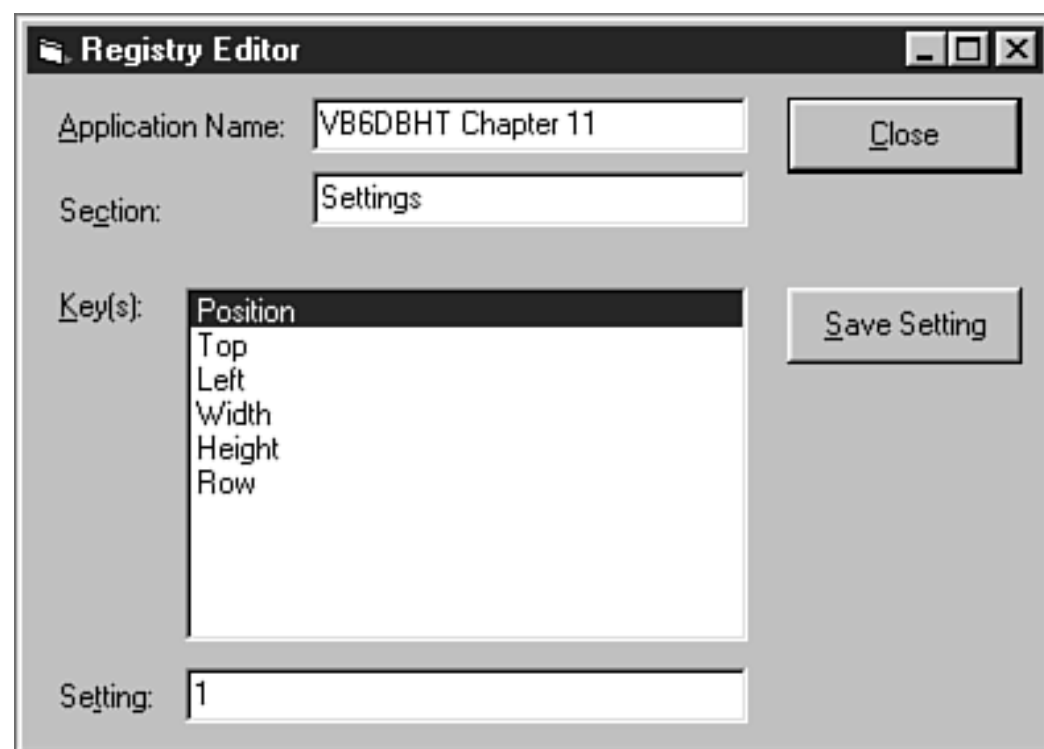 Registry Editor
Application Name: VB6DBHT Chapter 11 Close
Section: Settings
Key(s): Position Save Setting
Top
Left
Width
Height
Row
Setting: 1